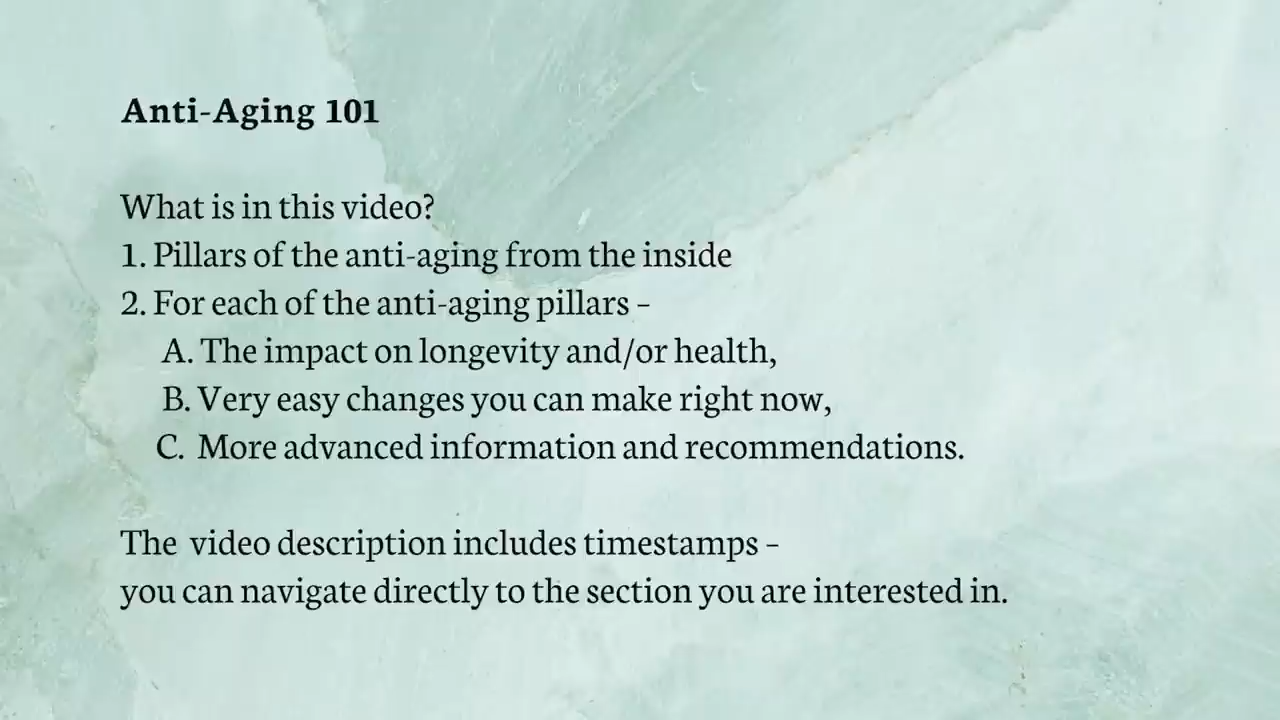 Anti-Aging 101
What is in this video?
1. Pillars of the anti-aging from the inside
2. For each of the anti-aging pillars –
A. The impact on longevity and/or health,
B. Very easy changes you can make right now,
C. More advanced information and recommendations.
The video description includes timestamps –
you can navigate directly to the section you are interested in.